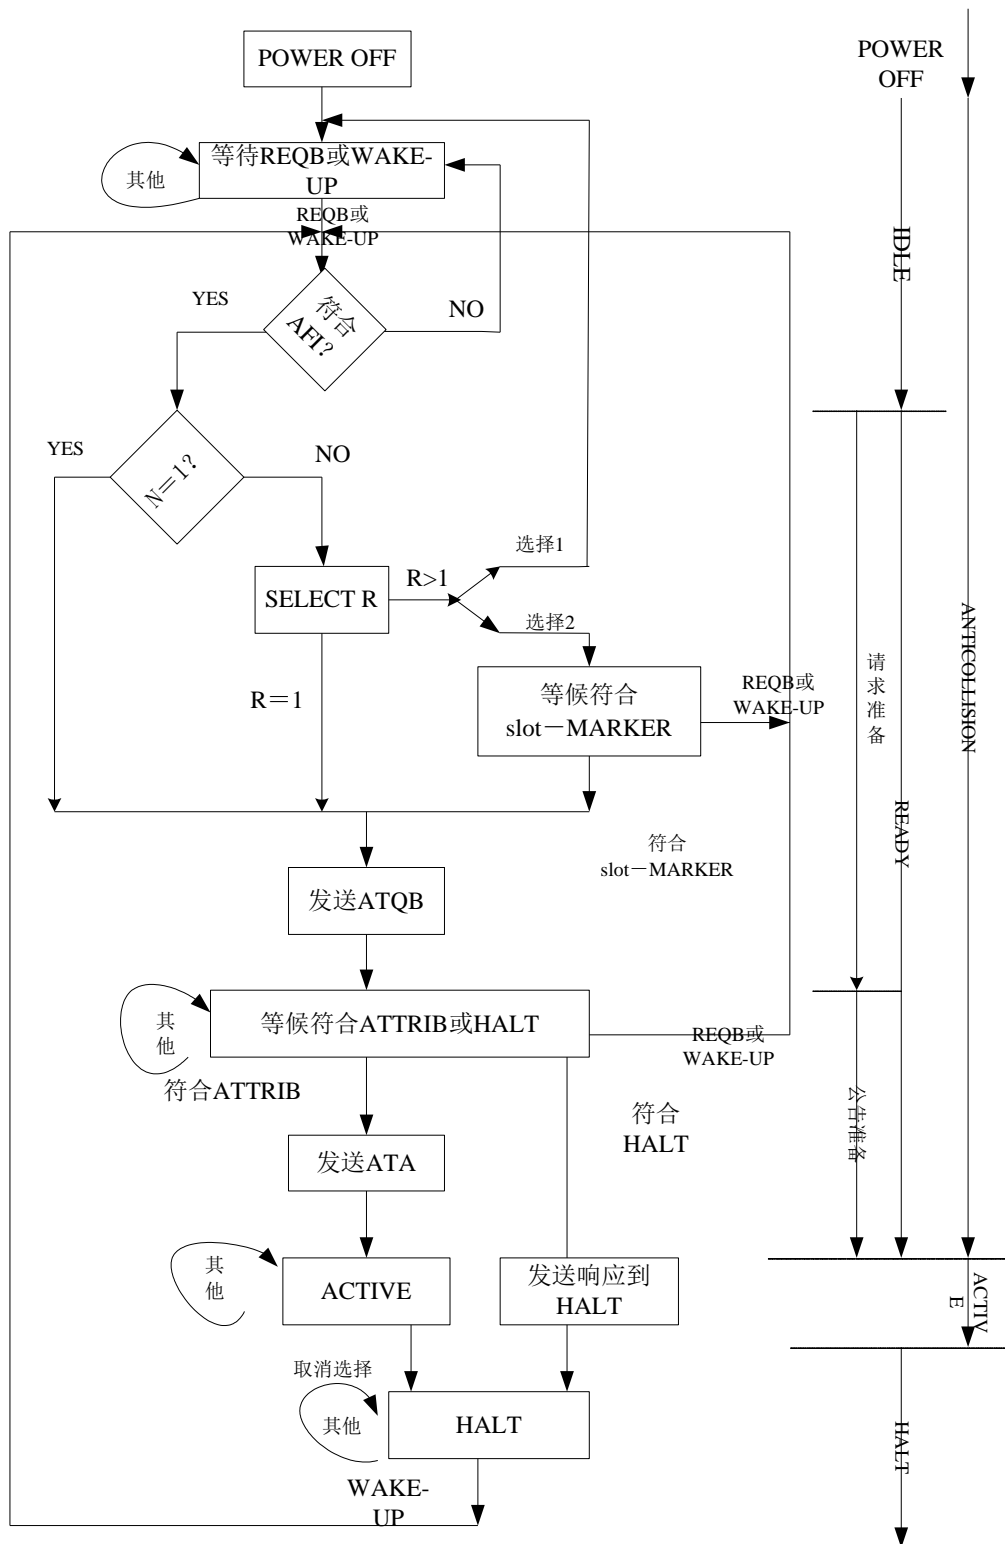 POWER OFF
等待REQB或WAKE-
UP
其他
REQB或
WAKE-UP
符合
AFI?
YES
NO
N＝1?
YES
NO
SELECT R
R>1
选择1
选择2
R＝1
等候符合
slot－MARKER
REQB或
WAKE-UP
符合
slot－MARKER
发送ATQB
等候符合ATTRIB或HALT
其
他
REQB或
WAKE-UP
符合ATTRIB
符合
HALT
发送ATA
ACTIVE
其
他
发送响应到
HALT
取消选择
HALT
其他
WAKE-
UP
POWER
OFF
IDLE
请
求
准
备
READY
ANTICOLLISION
公告准备
ACTIV
E
HALT